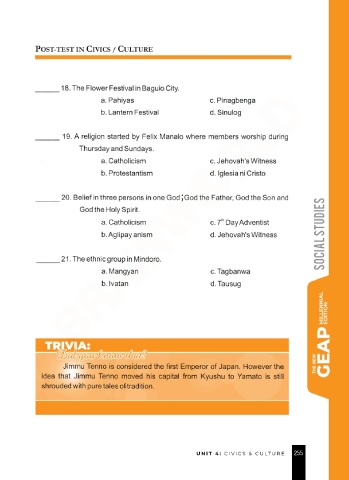 POST-TEST IN CIVICS / CULTURE
______ 18. The Flower Festival in Baguio City.
a. Pahiyas c. Pinagbenga
b. Lantern Festival d. Sinulog
______ 19. A religion started by Felix Manalo where members worship during
Thursday and Sundays.
a. Catholicism c. Jehovah's Witness
b. Protestantism d. Iglesia ni Cristo
______ 20. Belief in three persons in one God; God the Father, God the Son and
God the Holy Spirit.
a. Catholicism c. 7th Day Adventist
b. Aglipay anism d. Jehovah's Witness
______ 21. The ethnic group in Mindoro.
a. Mangyan c. Tagbanwa
b. Ivatan d. Tausug
TRIVIA:
Did you know that?
Jimmu Tenno is considered the first Emperor of Japan. However the
idea that Jimmu Tenno moved his capital from Kyushu to Yamato is still
shrouded with pure tales of tradition.
SOCIAL STUDIES
THE NEW
GEAP MILLENNIAL
EDITION
UNIT 4| CIVICS & CULTURE 255